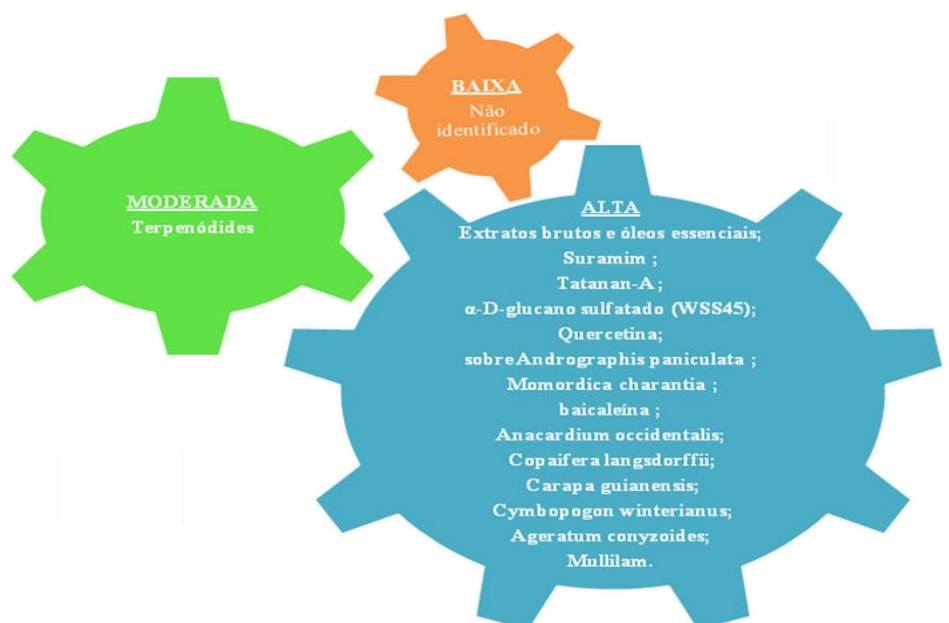 BAIXA
Não
identificado
MODERADA
Terpenódides
ALTA
Extratos brutos e óleos essenciais;
Suramim ;
Tatanan-A ;
α-D-glucano sulfatado (WSS45);
Quercetina;
sobreAndrographis paniculata ;
Momordica charantia ;
baicaleína ;
Anacardium occidentalis;
Copaifera langsdorffii;
Carapa guianensis;
Cymbopogon winterianus;
Ageratum conyzoides;
Mullilam.